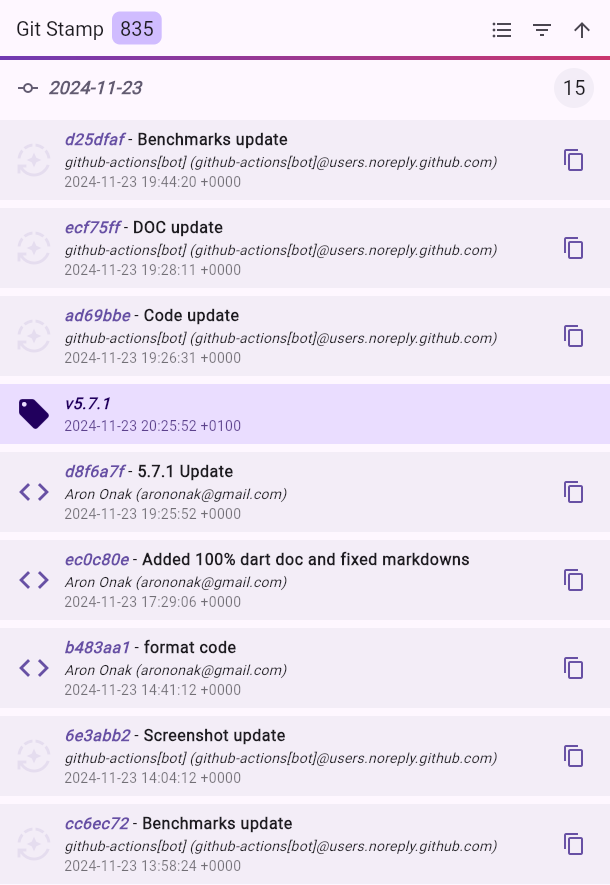 Git Stamp 835
2024-11-23 15
d25dfaf - Benchmarks update
github-actions[bot] (github-actions[bot]@users.noreply.github.com)
2024-11-23 19:44:20 +0000
ecf75ff - DOC update
github-actions[bot] (github-actions[bot]@users.noreply.github.com)
2024-11-23 19:28:11 +0000
ad69bbe - Code update
github-actions[bot] (github-actions[bot]@users.noreply.github.com)
2024-11-23 19:26:31 +0000
v5.7.1
2024-11-23 20:25:52 +0100
d8f6a7f - 5.7.1 Update
Aron Onak (arononak@gmail.com)
2024-11-23 19:25:52 +0000
ec0c80e - Added 100% dart doc and fixed markdowns
Aron Onak (arononak@gmail.com)
2024-11-23 17:29:06 +0000
b483aa1 - format code
Aron Onak (arononak@gmail.com)
2024-11-23 14:41:12 +0000
6e3abb2 - Screenshot update
github-actions[bot] (github-actions[bot]@users.noreply.github.com)
2024-11-23 14:04:12 +0000
cc6ec72 - Benchmarks update
github-actions[bot] (github-actions[bot]@users.noreply.github.com)
2024-11-23 13:58:24 +0000